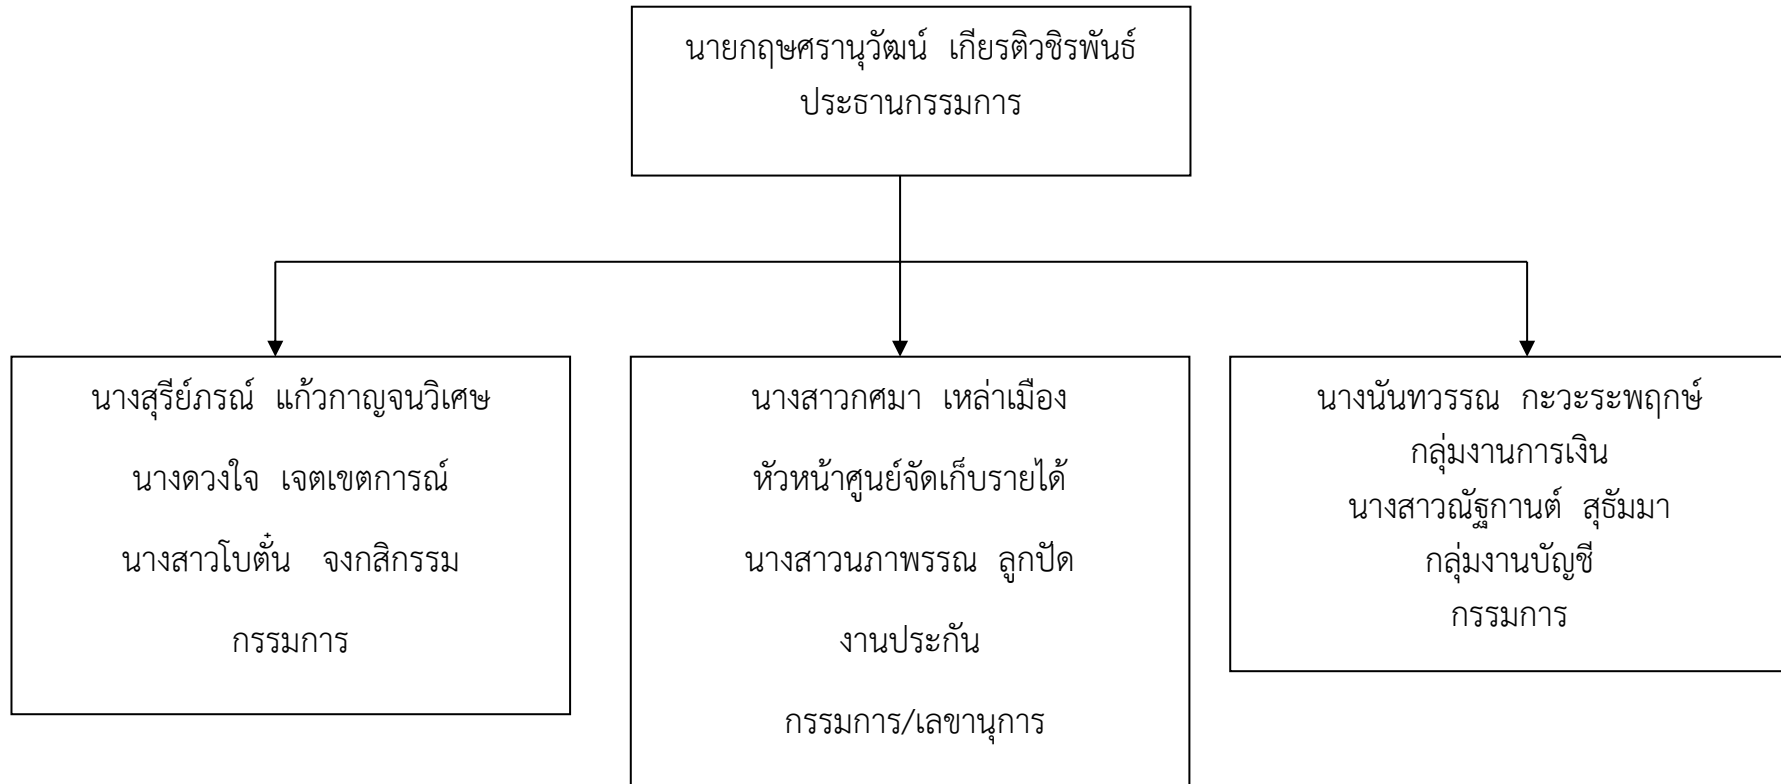 นายกฤษศรานุวัฒน์ เกียรติวชิรพันธ์
ประธานกรรมการ
นางสุรีย์ภรณ์ แก้วกาญจนวิเศษ
นางดวงใจ เจตเขตการณ์
นางสาวโบตั๋น จงกสิกรรม
กรรมการ
นางสาวกศมา เหล่าเมือง
หัวหน้าศูนย์จัดเก็บรายได้
นางสาวนภาพรรณ ลูกปัด
งานประกัน
กรรมการ/เลขานุการ
นางนันทวรรณ กะวะระพฤกษ์
กลุ่มงานการเงิน
นางสาวณัฐกานต์ สุธัมมา
กลุ่มงานบัญชี
กรรมการ